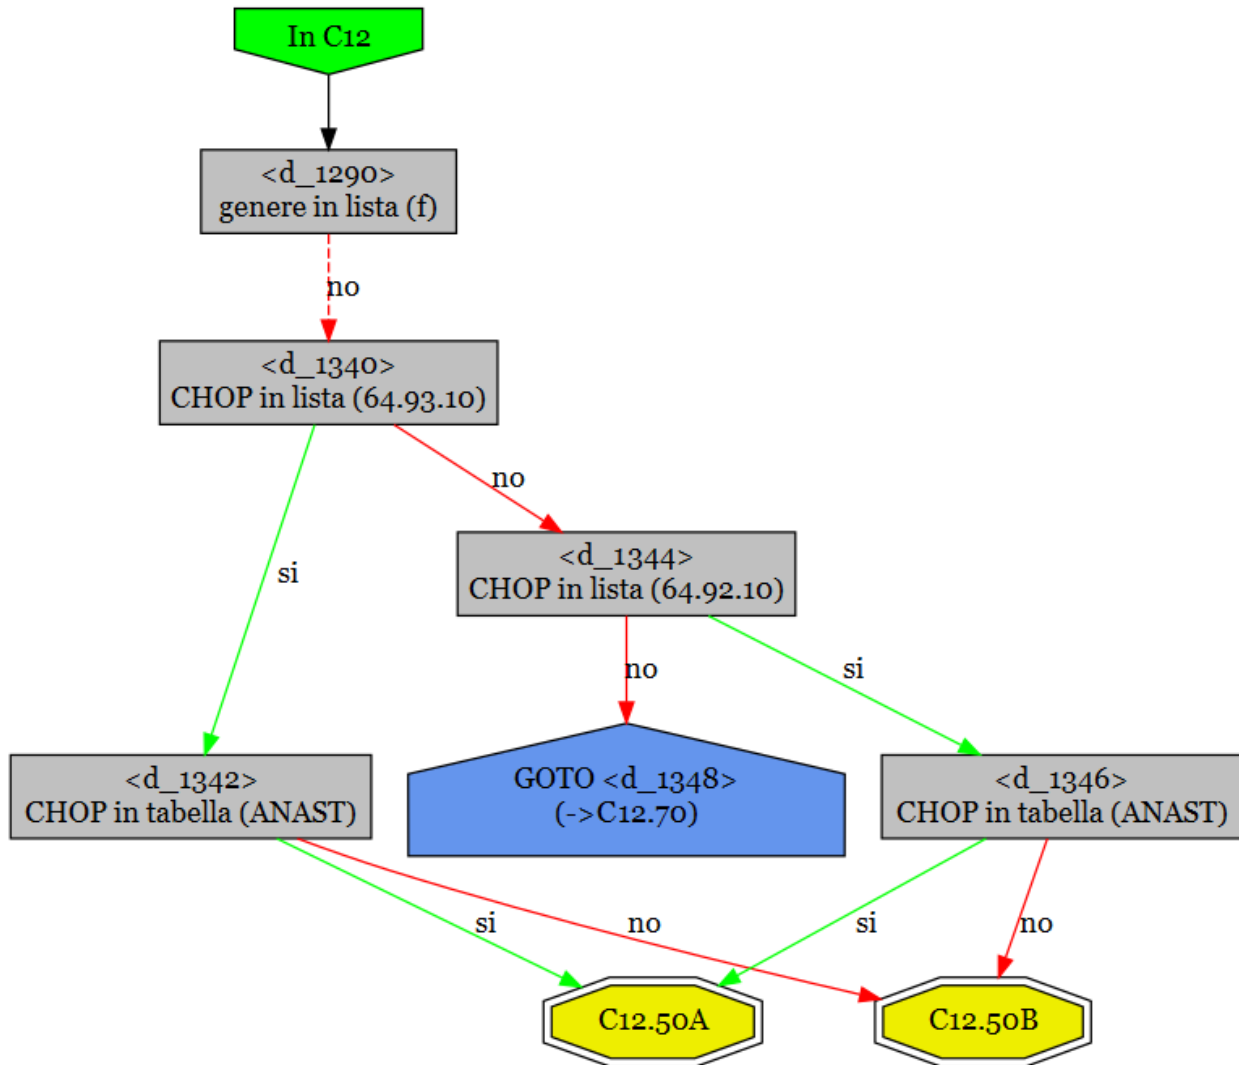 In C12
<d_1290>
genere in lista (f)
no
<d_1340>
CHOP in lista (64.93.10)
no
<d_1344>
CHOP in lista (64.92.10)
si
no
si
<d_1342>
CHOP in tabella (ANAST)
GOTO <d_1348>
(->C12.70)
<d_1346>
CHOP in tabella (ANAST)
si
no
si
no
C12.50A
C12.50B